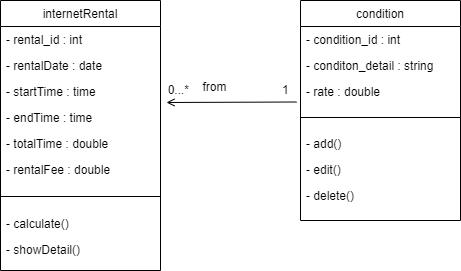 internetRental
- rental_id : int
- rentalDate : date
- startTime : time
- endTime : time
- totalTime : double
- rentalFee : double
- calculate()
- showDetail()
0...* from 1
condition
- condition_id : int
- conditon_detail : string
- rate : double
- add()
- edit()
- delete()